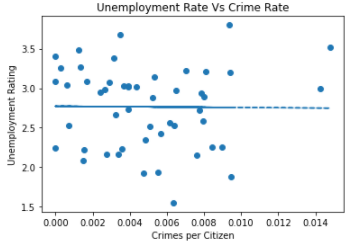 Unemployment Rate Vs Crime Rate
3.5
3.0
2.5
2.0
1.5
Unemployment Rating
0.000 0.002 0.004 0.006 0.008 0.010 0.012 0.014
Crimes per Citizen